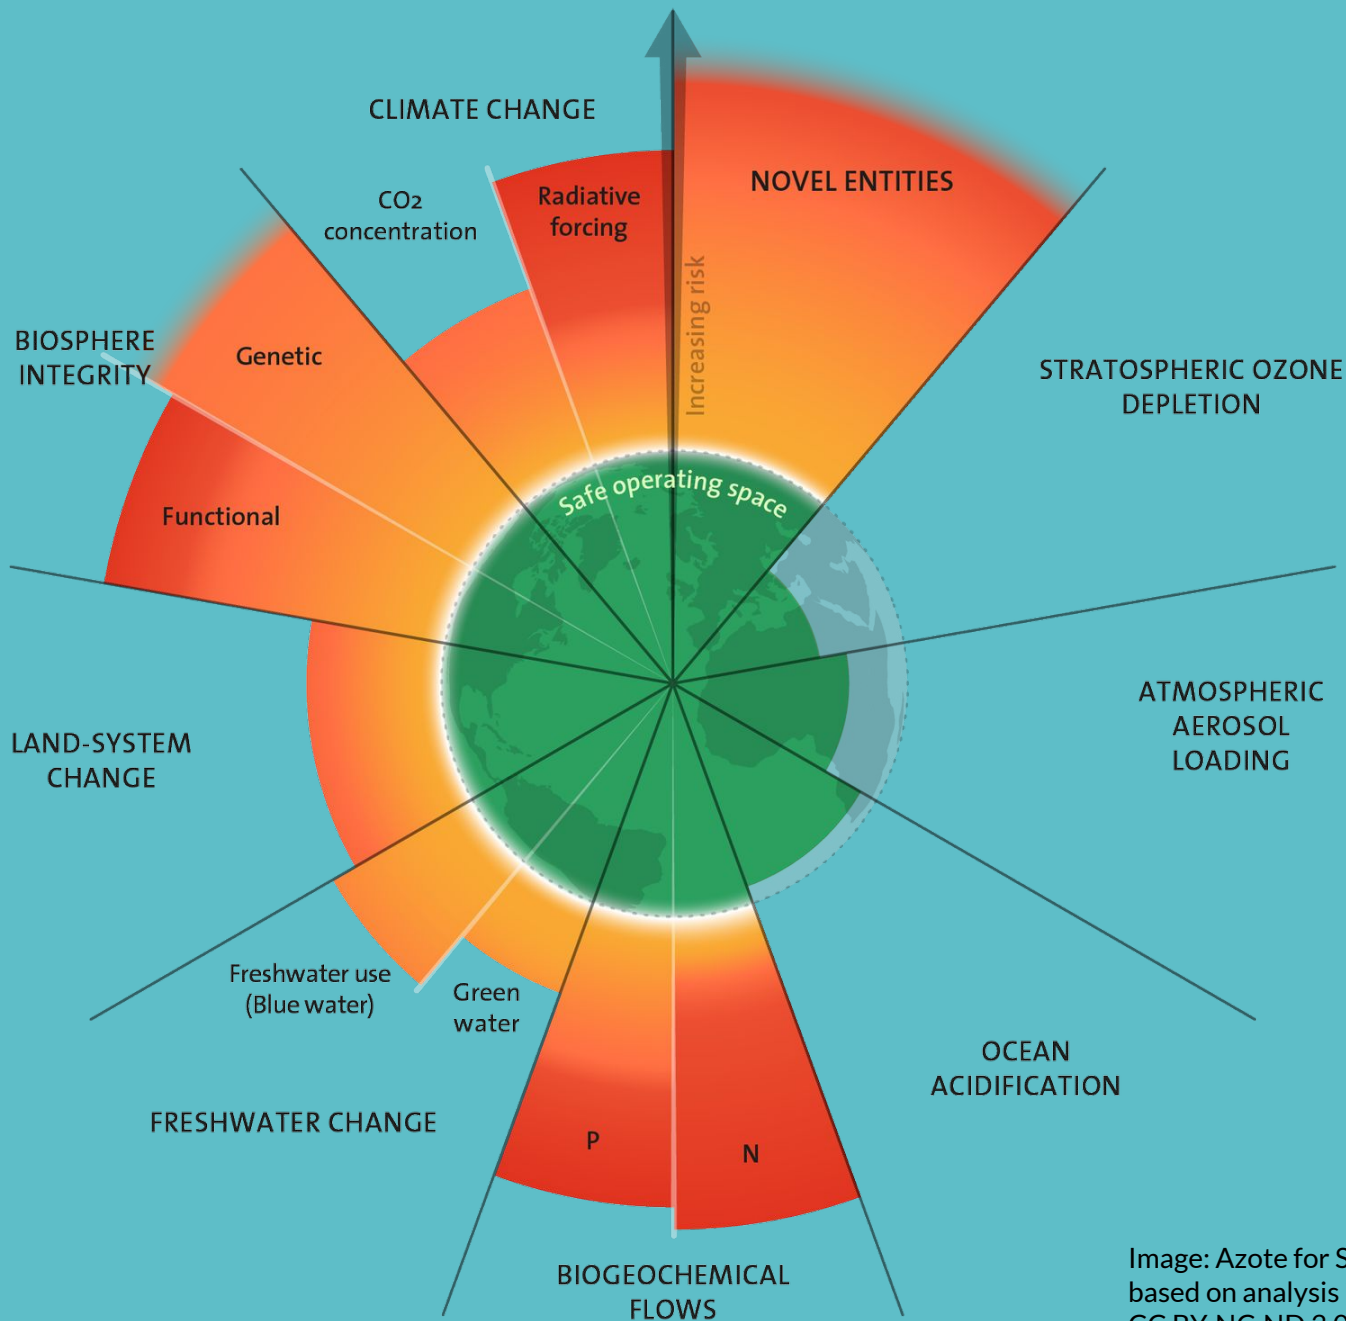 CLIMATE CHANGE
CO2
concentration
Radiative
forcing
NOVEL ENTITIES
Increasing risk
BIOSPHERE
INTEGRITY
Genetic
Functional
STRATOSPHERIC OZONE
DEPLETION
Safe operating space
ATMOSPHERIC
AEROSOL
LOADING
LAND-SYSTEM
CHANGE
Freshwater use
(Blue water)
Green
water
FRESHWATER CHANGE
P
N
OCEAN
ACIDIFICATION
BIOGEOCHEMICAL
FLOWS
Image: Azote for S
based on analysis